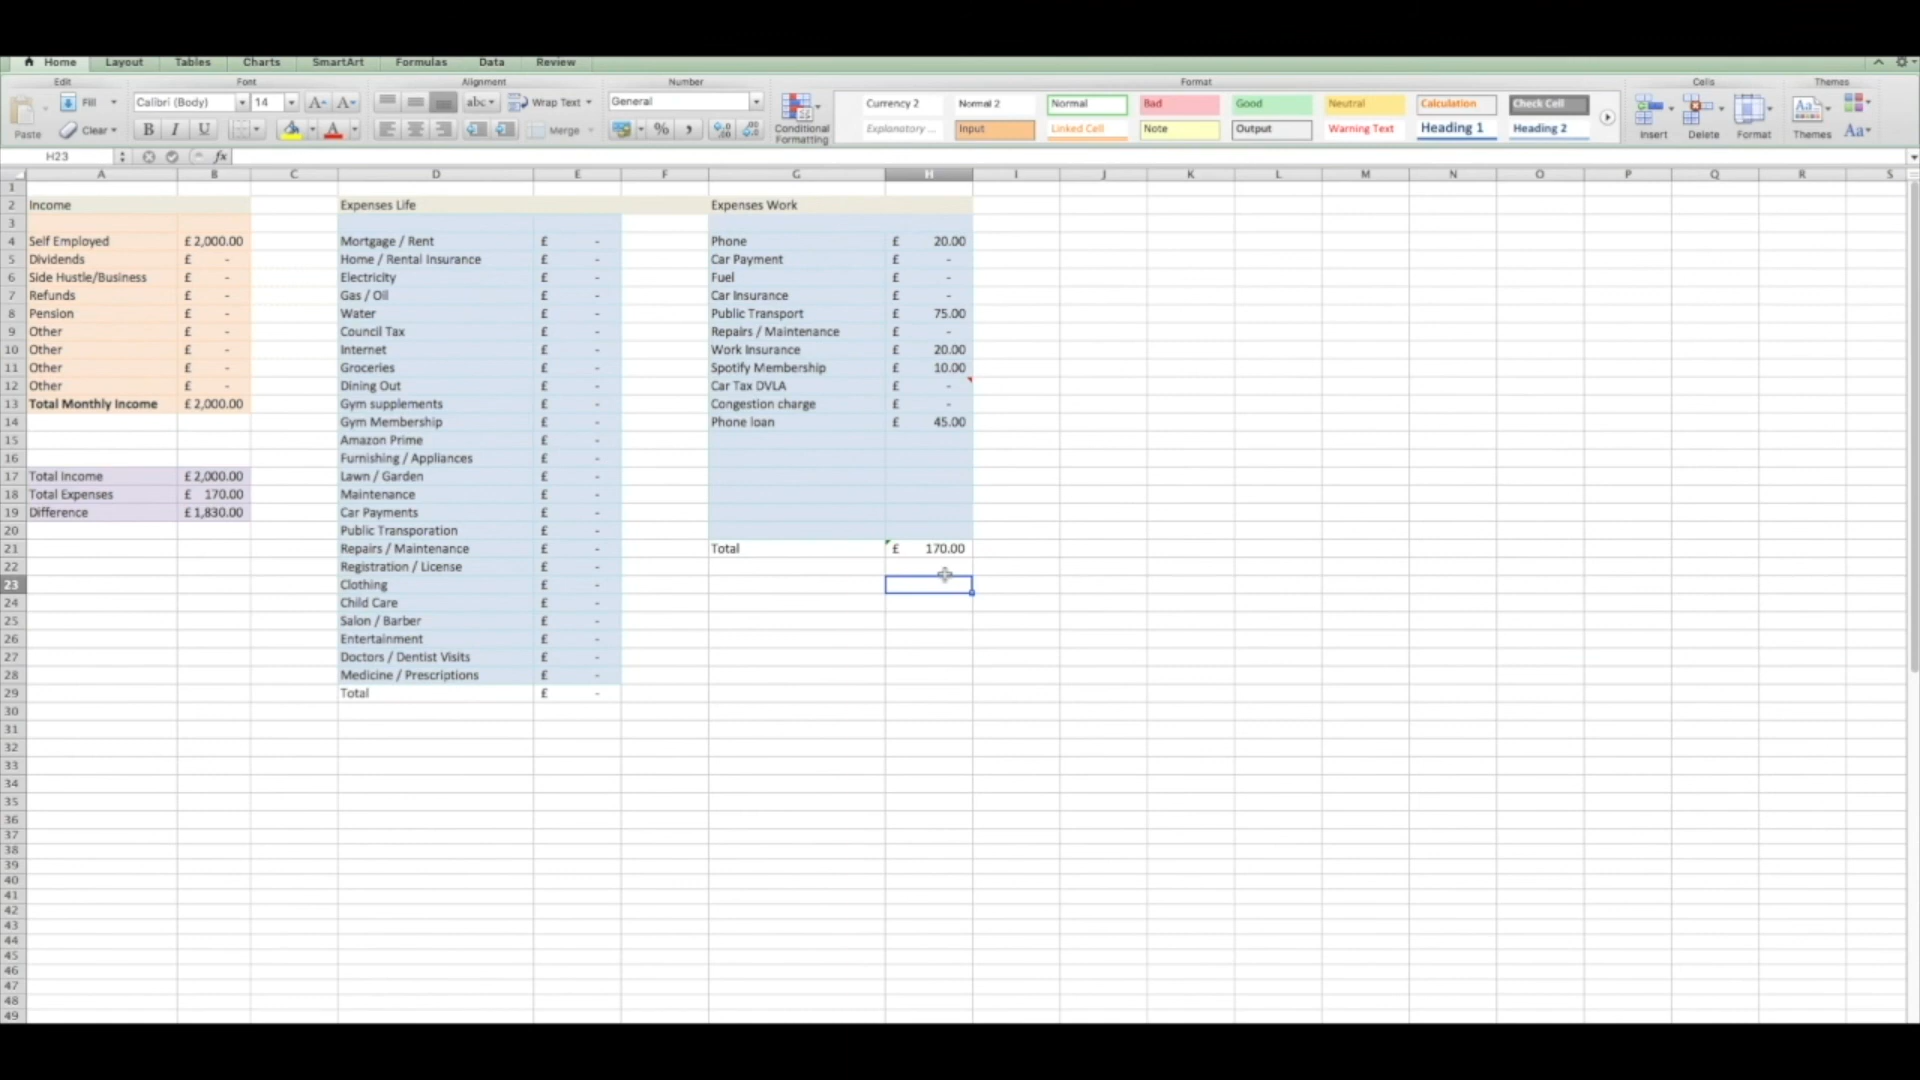 Home Layout Tables Charts SmartArt Formulas Data Review
Edit Font Alignment Number Format Cells Themes
Fill Calibri (Body) 14 A A abc Wrap Text General Currency 2 Normal 2 Normal Bad Good Neutral Calculation Check Cell
Paste Clear B I U A Merge % Conditional Formatting Explanatory ... Input Linked Cell Note Output Warning Text Heading 1 Heading 2 Insert Delete Format Themes Aa
H23 fx
A B C D E F G H I J K L M N O P Q R S
1
2 Income Expenses Life Expenses Work
3
4 Self Employed £ 2,000.00 Mortgage / Rent £ - Phone £ 20.00
5 Dividends £ - Home / Rental Insurance £ - Car Payment £ -
6 Side Hustle/Business £ - Electricity £ - Fuel £ -
7 Refunds £ - Gas / Oil £ - Car Insurance £ -
8 Pension £ - Water £ - Public Transport £ 75.00
9 Other £ - Council Tax £ - Repairs / Maintenance £ -
10 Other £ - Internet £ - Work Insurance £ 20.00
11 Other £ - Groceries £ - Spotify Membership £ 10.00
12 Other £ - Dining Out £ - Car Tax DVLA £ -
13 Total Monthly Income £ 2,000.00 Gym supplements £ - Congestion charge £ -
14 Gym Membership £ - Phone loan £ 45.00
15 Amazon Prime £ -
16 Furnishing / Appliances £ -
17 Total Income £ 2,000.00 Lawn / Garden £ -
18 Total Expenses £ 170.00 Maintenance £ -
19 Difference £ 1,830.00 Car Payments £ -
20 Public Transporation £ -
21 Repairs / Maintenance £ - Total £ 170.00
22 Registration / License £ -
23 Clothing £ -
24 Child Care £ -
25 Salon / Barber £ -
26 Entertainment £ -
27 Doctors / Dentist Visits £ -
28 Medicine / Prescriptions £ -
29 Total £ -
30
31
32
33
34
35
36
37
38
39
40
41
42
43
44
45
46
47
48
49